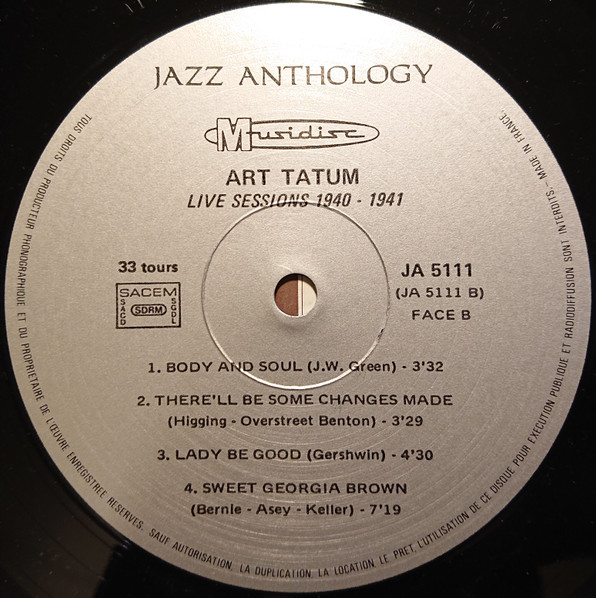 JAZZ ANTHOLOGY
Musidisc
ART TATUM
LIVE SESSIONS 1940 - 1941
33 tours
SACEM
SACD
SDRM
SGDL
JA 5111
(JA 5111 B)
FACE B
1. BODY AND SOUL (J.W. Green) - 3'32
2. THERE'LL BE SOME CHANGES MADE
(Higging - Overstreet Benton) - 3'29
3. LADY BE GOOD (Gershwin) - 4'30
4. SWEET GEORGIA BROWN
(Bernie - Asey - Keller) - 7'19
TOUS DROITS DU PRODUCTEUR PHONOGRAPHIQUE ET DU PROPRIETAIRE DE L'ŒUVRE ENREGISTREE RESERVES. SAUF AUTORISATION, LA DUPLICATION, LA LOCATION, LE PRET, L'UTILISATION DE CE DISQUE POUR EXECUTION PUBLIQUE ET RADIODIFFUSION SONT INTERDITS - MADE IN FRANCE.